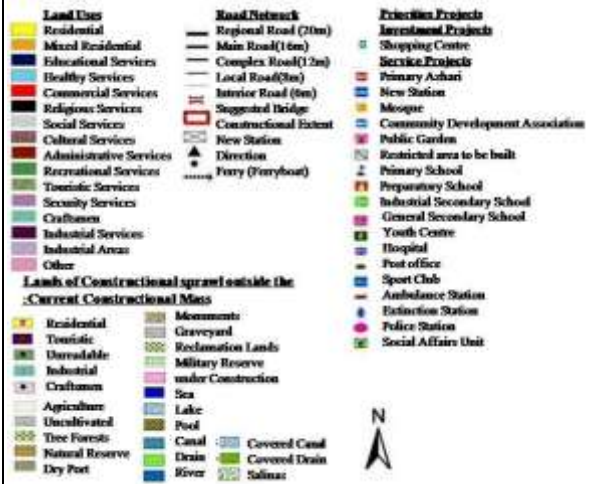 Land Uses
Residential
Mixed Residential
Educational Services
Healthy Services
Commercial Services
Religious Services
Social Services
Cultural Services
Administrative Services
Recreational Services
Touristic Services
Security Services
Craftsmen
Industrial Services
Industrial Areas
Other
Road Network
Regional Road (20m)
Main Road(16m)
Complex Road(12m)
Local Road(8m)
Interior Road (6m)
Suggested Bridge
Constructional Extent
New Station
Direction
Ferry (Ferryboat)
Priorities Projects
Investment Projects
Shopping Centre
Service Projects
Primary Azhari
New Station
Mosque
Community Development Association
Public Garden
Restricted area to be built
Primary School
Preparatory School
Industrial Secondary School
General Secondary School
Youth Centre
Hospital
Post office
Sport Club
Ambulance Station
Extinction Station
Police Station
Social Affairs Unit
Lands of Constructional sprawl outside the
:Current Constructional Mass
Residential
Touristic
Unreadable
Industrial
Craftsmen
Agriculture
Uncultivated
Tree Forests
Natural Reserve
Dry Port
Monuments
Graveyard
Reclamation Lands
Military Reserve
under Construction
Sea
Lake
Pool
Canal
Drain
River
Covered Canal
Covered Drain
Salinas
N